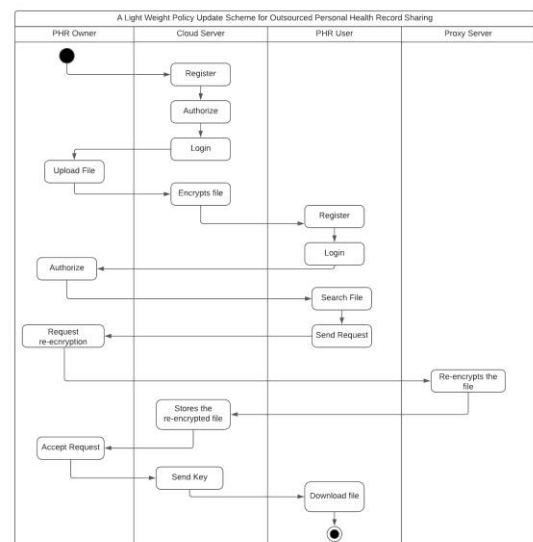 A Light Weight Policy Update Scheme for Outsourced Personal Health Record Sharing
PHR Owner
Cloud Server
PHR User
Proxy Server
Register
Authorize
Login
Upload File
Encrypts file
Register
Login
Authorize
Search File
Send Request
Request
re-ecnryption
Re-encrypts the
file
Stores the
re-encrypted file
Accept Request
Send Key
Download file